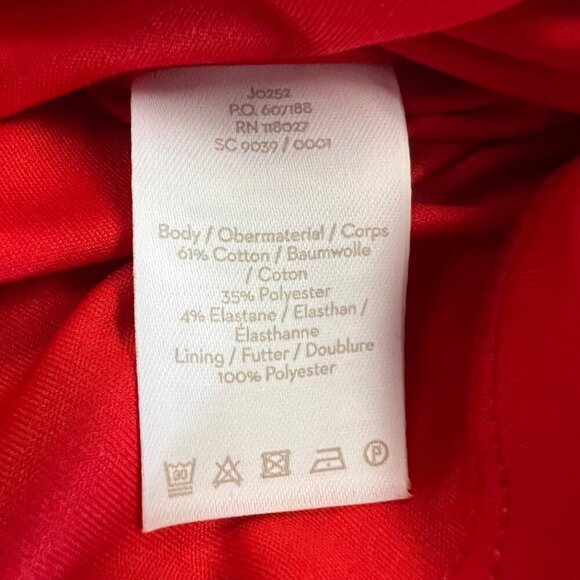 J0252
P.O. 607188
RN 118027
SC 9039 / 0001
Body / Obermaterial / Corps
61% Cotton / Baumwolle
/ Coton
35% Polyester
4% Elastane / Elasthan /
Élasthanne
Lining / Futter / Doublure
100% Polyester
30 P